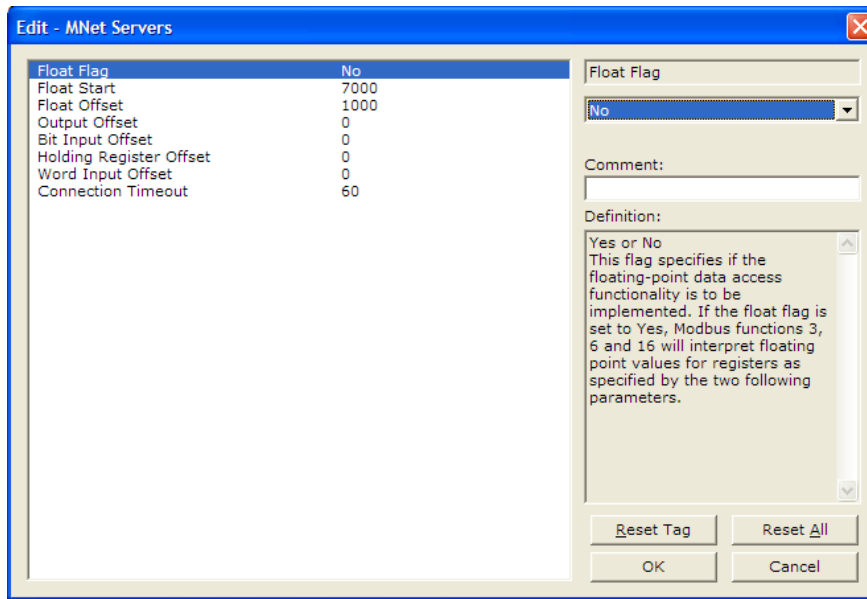 Edit - MNet Servers
Float Flag No
Float Start 7000
Float Offset 1000
Output Offset 0
Bit Input Offset 0
Holding Register Offset 0
Word Input Offset 0
Connection Timeout 60
Float Flag
No
Comment:
Definition:
Yes or No
This flag specifies if the
floating-point data access
functionality is to be
implemented. If the float flag is
set to Yes, Modbus functions 3,
6 and 16 will interpret floating
point values for registers as
specified by the two following
parameters.
Reset Tag Reset All
OK Cancel